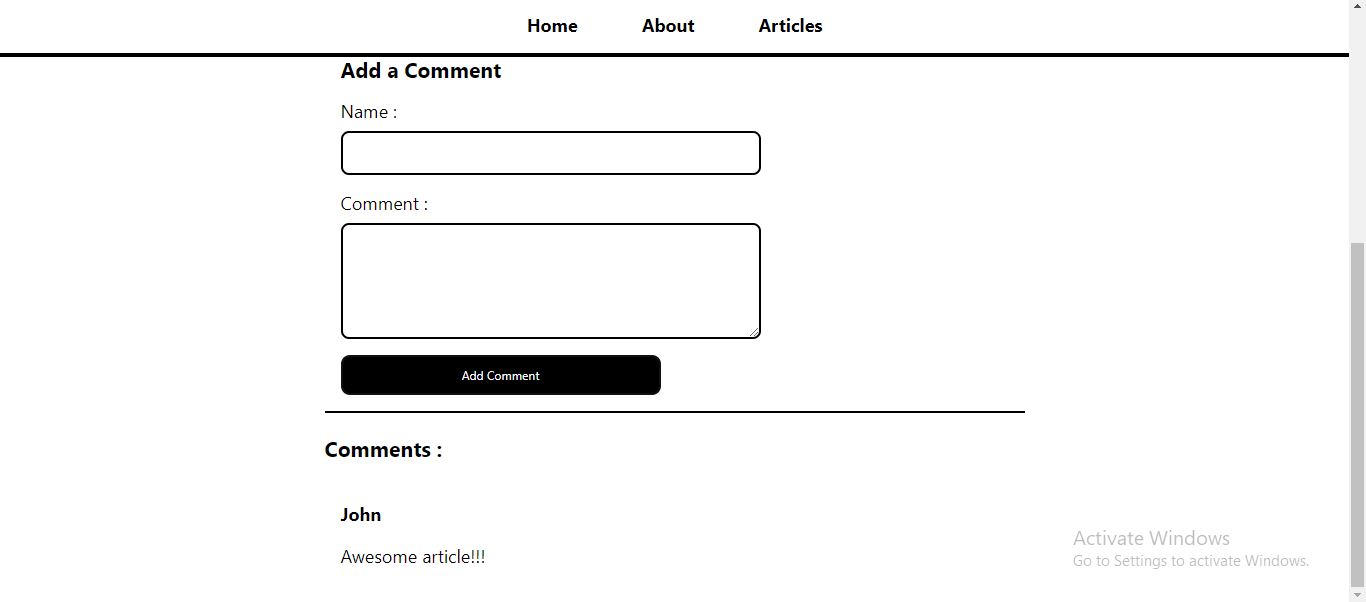 Home About Articles
Add a Comment
Name :
Comment :
Add Comment
Comments :
John
Awesome article!!!
Activate Windows
Go to Settings to activate Windows.